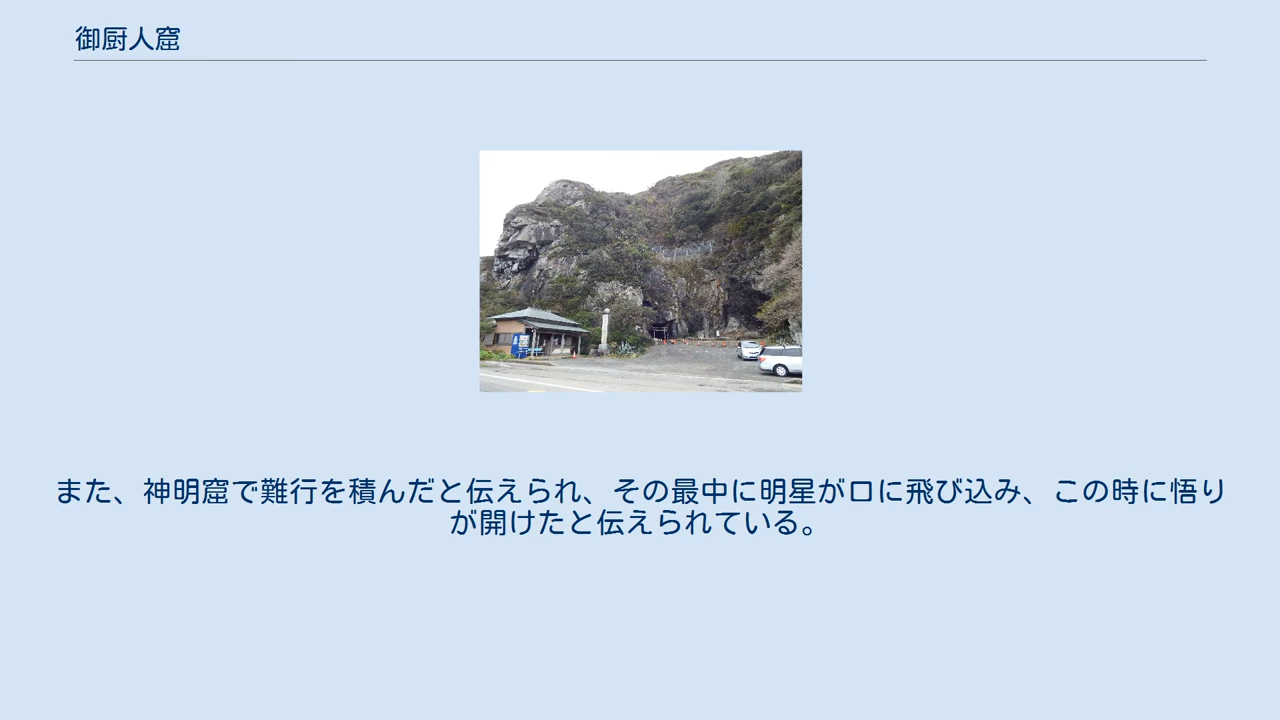 御厨人窟
また、神明窟で難行を積んだと伝えられ、その最中に明星が口に飛び込み、この時に悟り
が開けたと伝えられている。